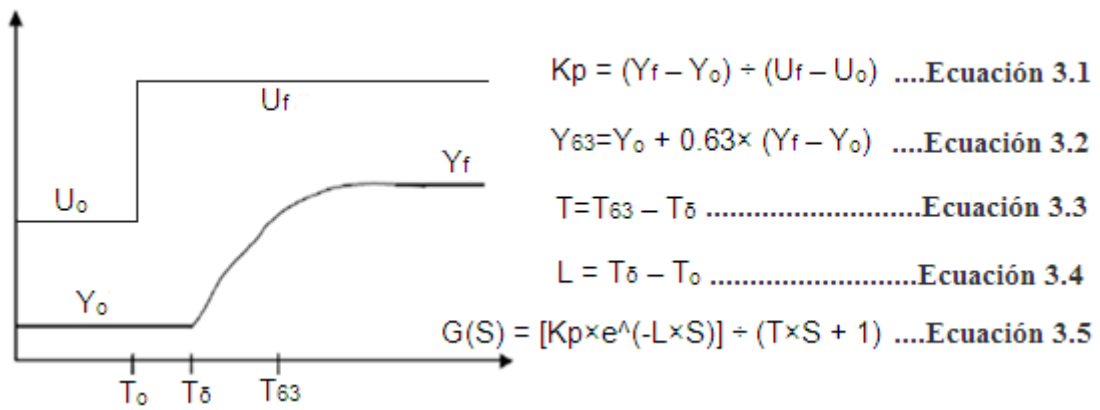 Uf
Yf
Uo
Yo
To Tδ T63
Kp = (Yf – Yo) ÷ (Uf – Uo) ....Ecuación 3.1
Y63=Yo + 0.63× (Yf – Yo) ....Ecuación 3.2
T=T63 – Tδ ...........................Ecuación 3.3
L = Tδ – To ..........................Ecuación 3.4
G(S) = [Kp×e^(-L×S)] ÷ (T×S + 1) ....Ecuación 3.5